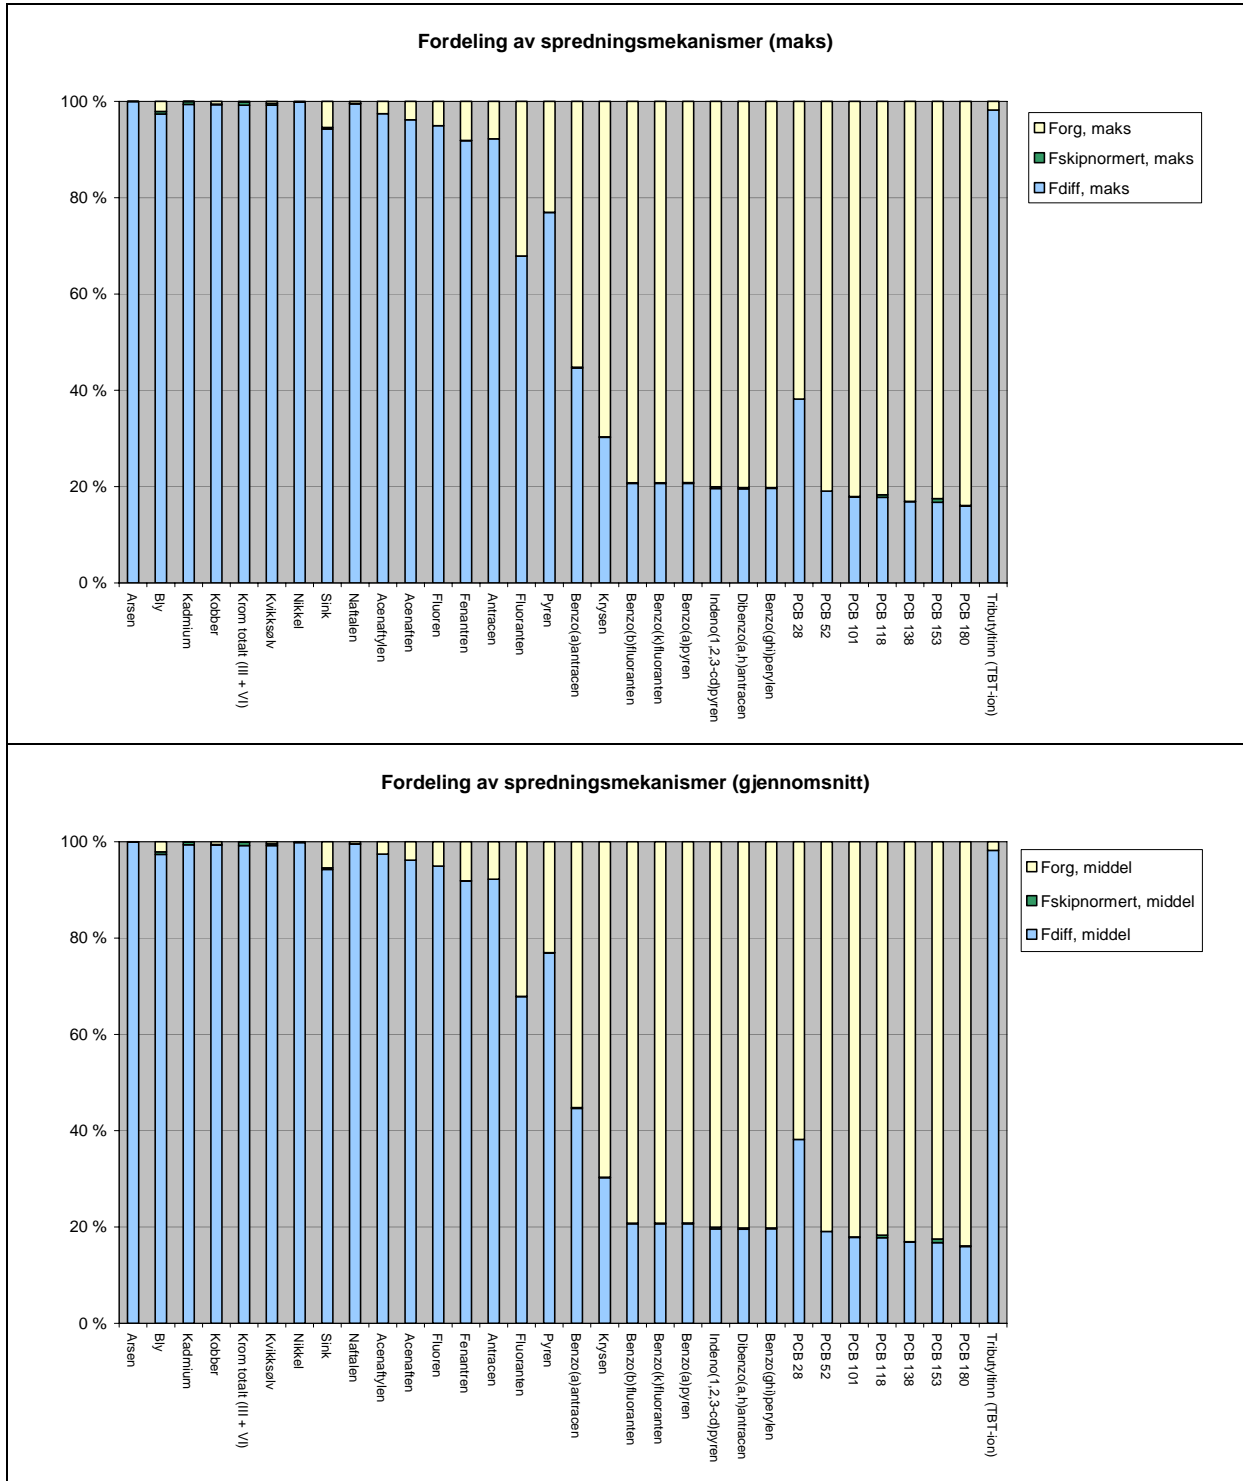 Fordeling av spredningsmekanismer (maks)
100 %
80 %
60 %
40 %
20 %
0 %
Arsen
Bly
Kadmium
Kobber
Krom totalt (III + VI)
Kvikksølv
Nikkel
Sink
Naftalen
Acenaftylen
Acenaften
Fluoren
Fenantren
Antracen
Fluoranten
Pyren
Benzo(a)antracen
Krysen
Benzo(b)fluoranten
Benzo(k)fluoranten
Benzo(a)pyren
Indeno(1,2,3-cd)pyren
Dibenzo(a,h)antracen
Benzo(ghi)perylen
PCB 28
PCB 52
PCB 101
PCB 118
PCB 138
PCB 153
PCB 180
Tributyltinn (TBT-ion)
Forg, maks
Fskipnormert, maks
Fdiff, maks
Fordeling av spredningsmekanismer (gjennomsnitt)
100 %
80 %
60 %
40 %
20 %
0 %
Arsen
Bly
Kadmium
Kobber
Krom totalt (III + VI)
Kvikksølv
Nikkel
Sink
Naftalen
Acenaftylen
Acenaften
Fluoren
Fenantren
Antracen
Fluoranten
Pyren
Benzo(a)antracen
Krysen
Benzo(b)fluoranten
Benzo(k)fluoranten
Benzo(a)pyren
Indeno(1,2,3-cd)pyren
Dibenzo(a,h)antracen
Benzo(ghi)perylen
PCB 28
PCB 52
PCB 101
PCB 118
PCB 138
PCB 153
PCB 180
Tributyltinn (TBT-ion)
Forg, middel
Fskipnormert, middel
Fdiff, middel